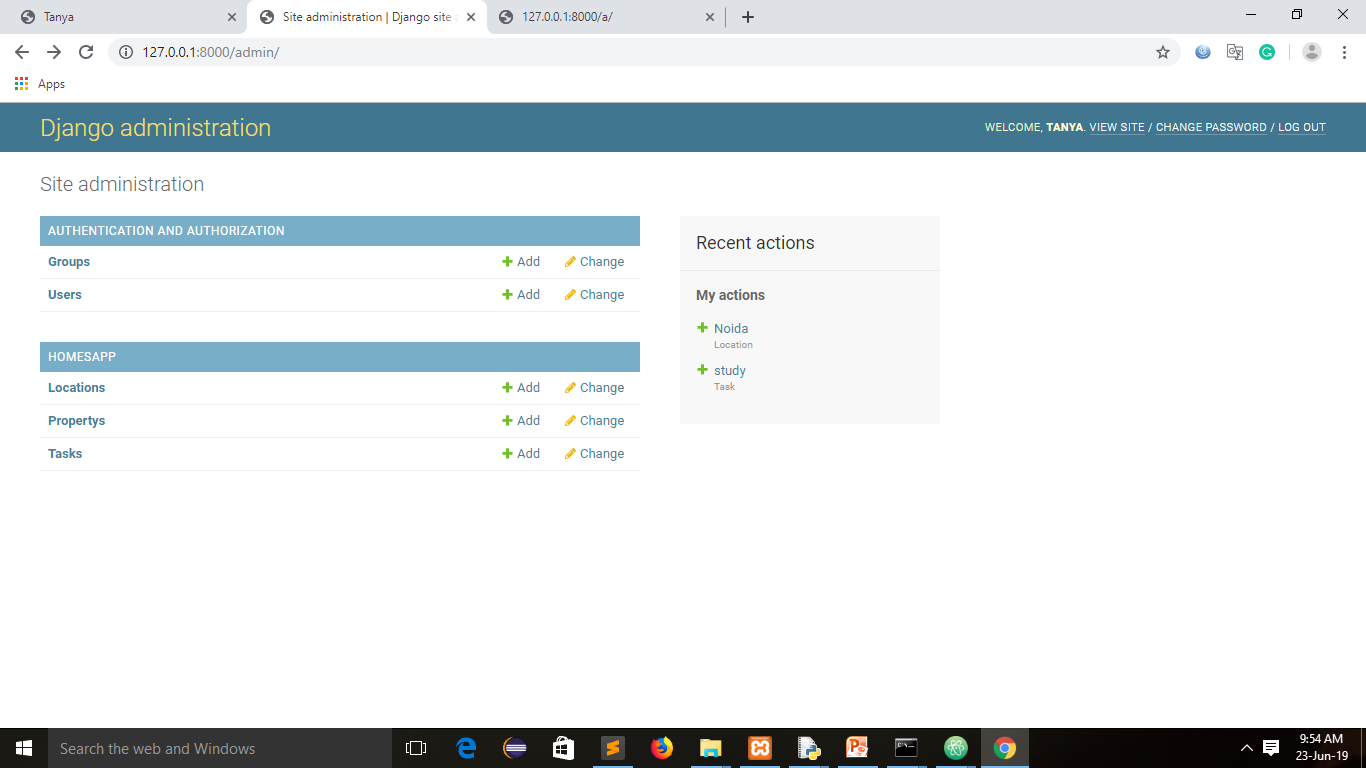 Tanya
Site administration | Django site
127.0.0.1:8000/a/
127.0.0.1:8000/admin/
Apps
Django administration
WELCOME, TANYA. VIEW SITE / CHANGE PASSWORD / LOG OUT
Site administration
AUTHENTICATION AND AUTHORIZATION
Groups Add Change
Users Add Change
HOMESAPP
Locations Add Change
Propertys Add Change
Tasks Add Change
Recent actions
My actions
Noida
Location
study
Task
Search the web and Windows
9:54 AM
23-Jun-19